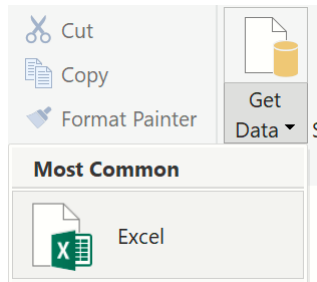 Cut
Copy
Format Painter
Get
Data
Most Common
Excel